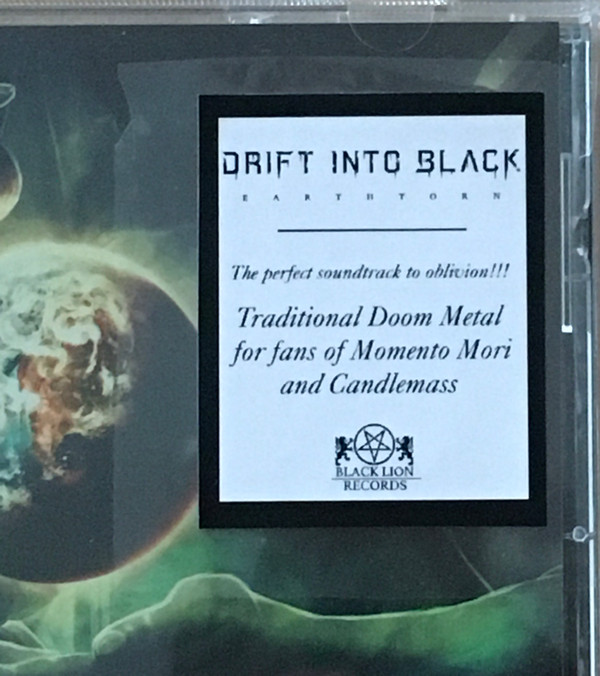 DRIFT INTO BLACK
EARTHTORN
The perfect soundtrack to oblivion!!!
Traditional Doom Metal
for fans of Momento Mori
and Candlemass
BLACK LION
RECORDS